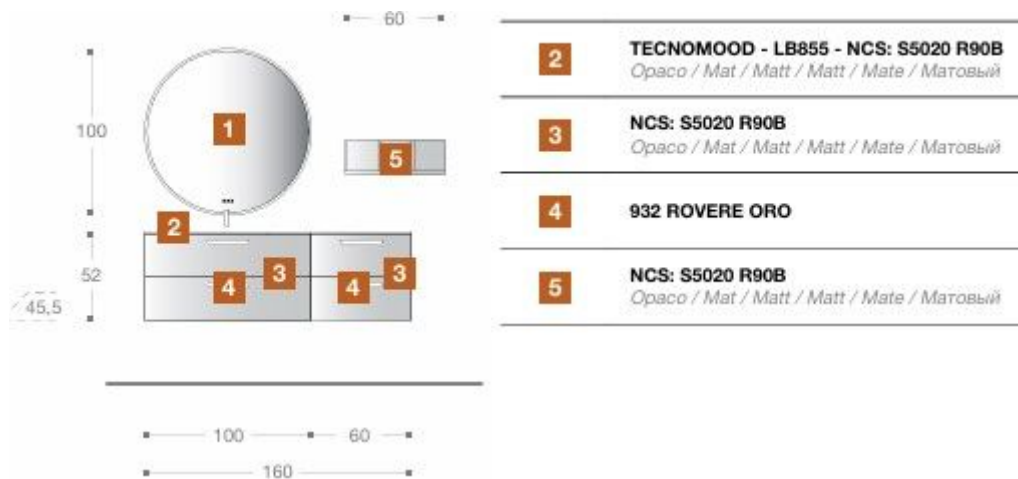 60
1
100
5
2
3
3
4
4
52
45,5
100
60
160
2
TECNOMOOD - LB855 - NCS: S5020 R90B
Opaco / Mat / Matt / Matt / Mate / Матовый
3
NCS: S5020 R90B
Opaco / Mat / Matt / Matt / Mate / Матовый
4
932 ROVERE ORO
5
NCS: S5020 R90B
Opaco / Mat / Matt / Matt / Mate / Матовый